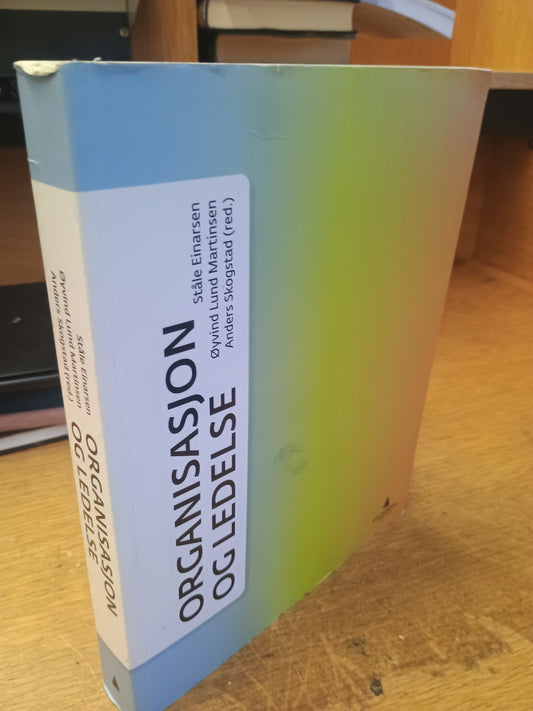 ORGANISASJON
OG LEDELSE
Ståle Einarsen
Øyvind Lund Martinsen
Anders Skogstad (red.)
Ståle Einarsen
Øyvind Lund Martinsen
Anders Skogstad (red.)
ORGANISASJON
OG LEDELSE